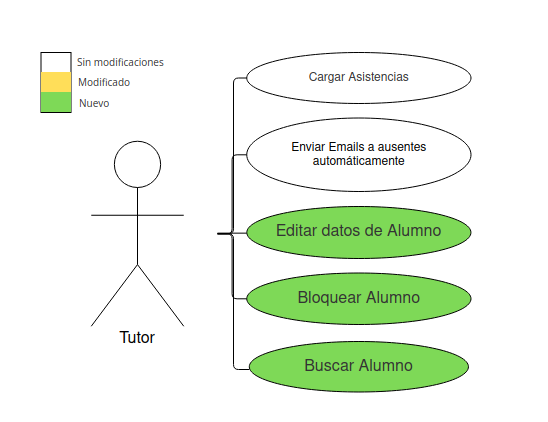 Sin modificaciones
Modificado
Nuevo
Cargar Asistencias
Enviar Emails a ausentes
automáticamente
Editar datos de Alumno
Bloquear Alumno
Buscar Alumno
Tutor